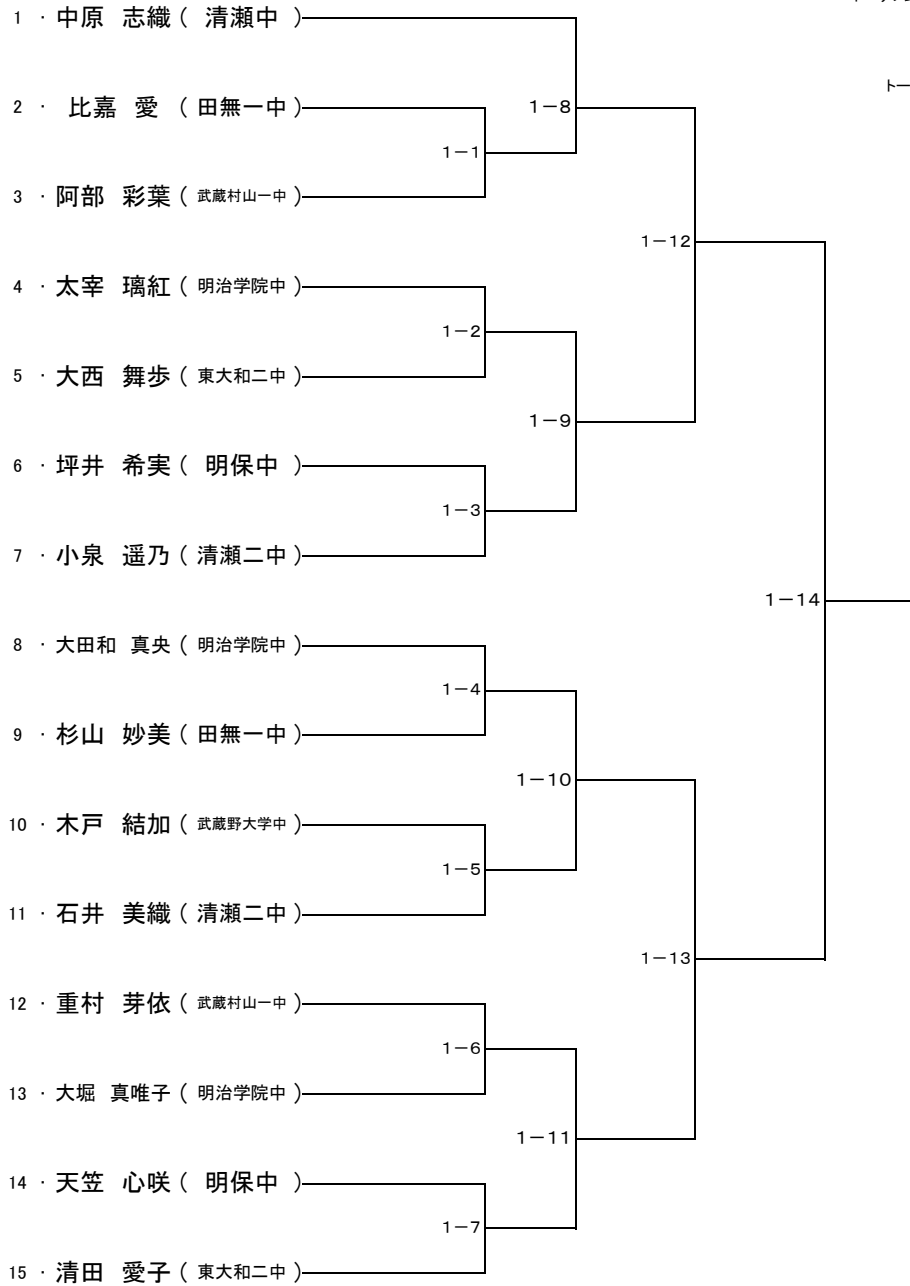 1 ・ 中原 志織 ( 清瀬中 )
2 ・ 比嘉 愛 ( 田無一中 )
1－8
1－1
3 ・ 阿部 彩葉 ( 武蔵村山一中 )
1－12
4 ・ 太宰 璃紅 ( 明治学院中 )
1－2
5 ・ 大西 舞歩 ( 東大和二中 )
1－9
6 ・ 坪井 希実 ( 明保中 )
1－3
7 ・ 小泉 遥乃 ( 清瀬二中 )
1－14
8 ・ 大田和 真央 ( 明治学院中 )
1－4
9 ・ 杉山 妙美 ( 田無一中 )
1－10
10 ・ 木戸 結加 ( 武蔵野大学中 )
1－5
11 ・ 石井 美織 ( 清瀬二中 )
1－13
12 ・ 重村 芽依 ( 武蔵村山一中 )
1－6
13 ・ 大堀 真唯子 ( 明治学院中 )
1－11
14 ・ 天笠 心咲 ( 明保中 )
1－7
15 ・ 清田 愛子 ( 東大和二中 )